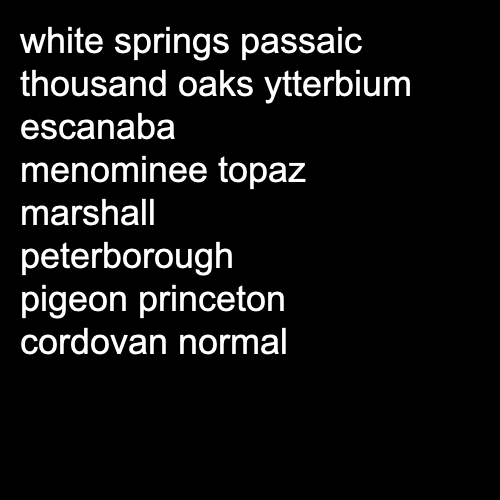 white springs passaic
thousand oaks ytterbium
escanaba
menominee topaz
marshall
peterborough
pigeon princeton
cordovan normal